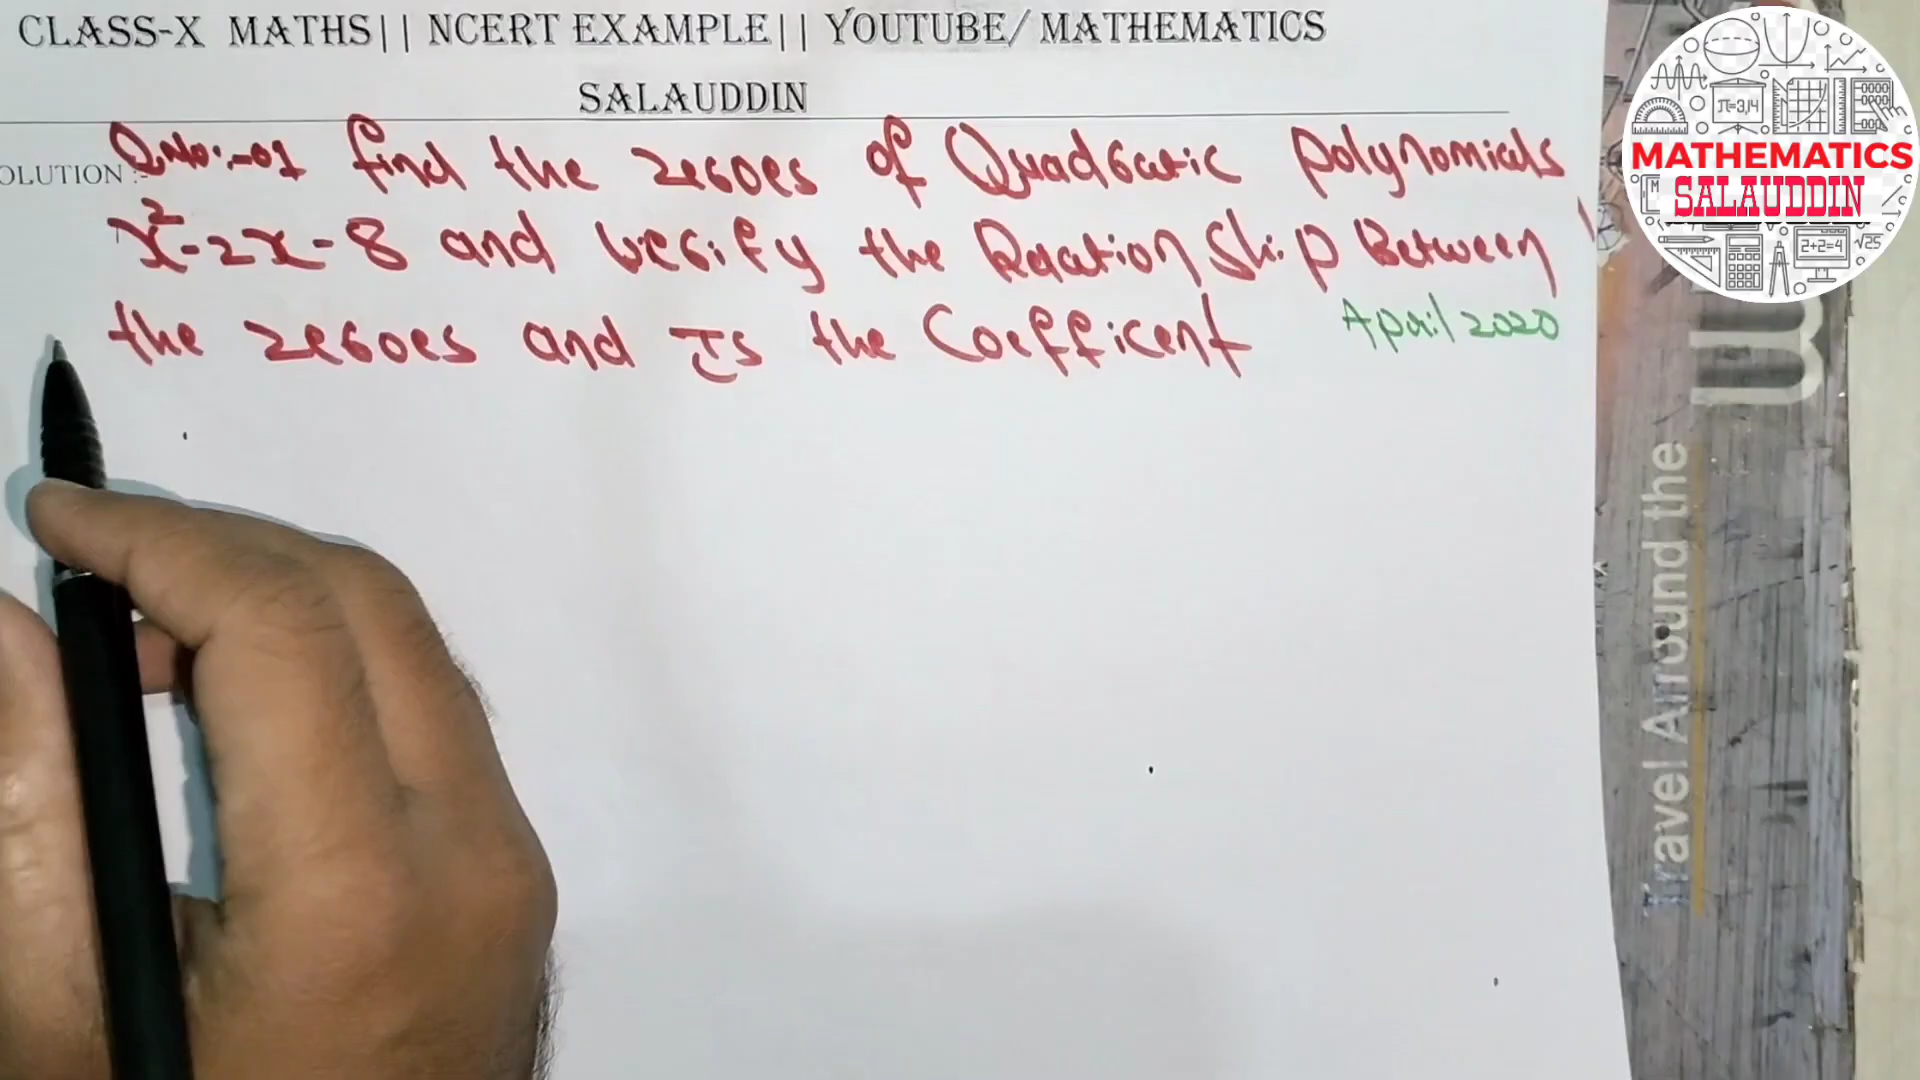 CLASS-X MATHS|| NCERT EXAMPLE|| YOUTUBE/ MATHEMATICS
SALAUDDIN
OLUTION :-
Q.No:-01 find the zeroes of Quadratic polynomials
x²-2x-8 and verify the Relationship Between
the zeroes and Is the Coefficent
April 2020
π=3,14
MATHEMATICS
SALAUDDIN
2+2=4
√25
Travel Arround the